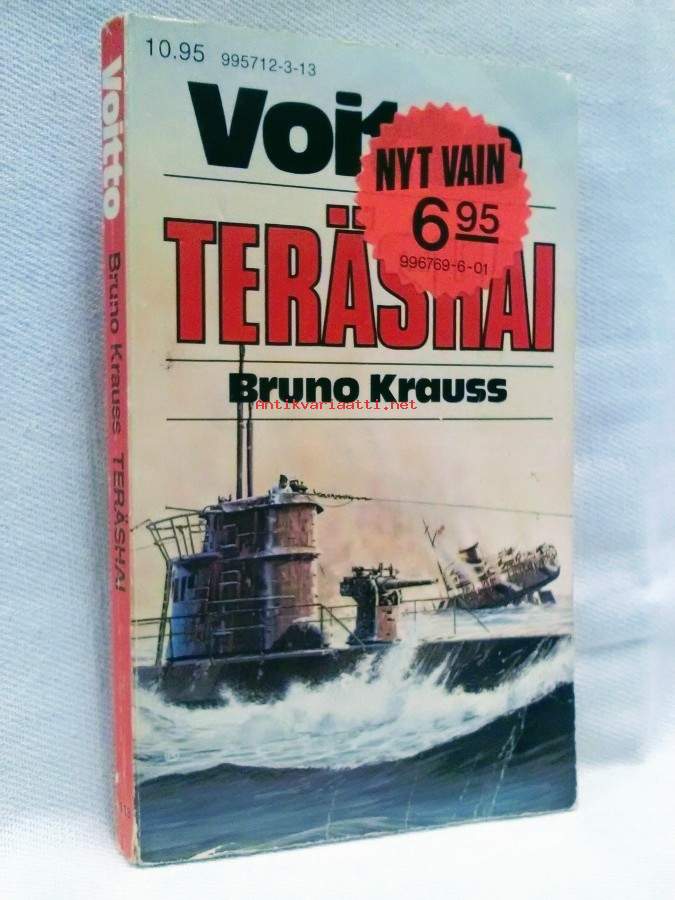 10.95 995712-3-13
Voitto
NYT VAIN
6 95
996769-6-01
TERÄSHAI
Bruno Krauss
Antikvariaatti.net
Voitto Bruno Krauss TERÄSHAI